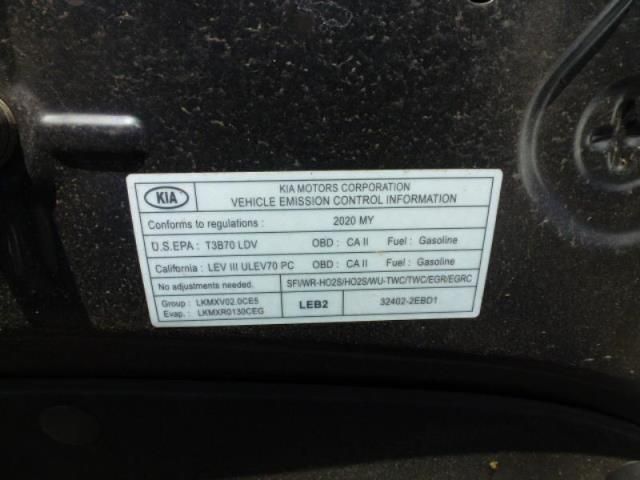 KIA
KIA MOTORS CORPORATION
VEHICLE EMISSION CONTROL INFORMATION
Conforms to regulations : 2020 MY
U.S.EPA : T3B70 LDV OBD : CA II Fuel : Gasoline
California : LEV III ULEV70 PC OBD : CA II Fuel : Gasoline
No adjustments needed. SFI/WR-HO2S/HO2S/WU-TWC/TWC/EGR/EGRC
Group : LKMXV02.0CE5
Evap. : LKMXR0130CEG
LEB2 32402-2EBD1